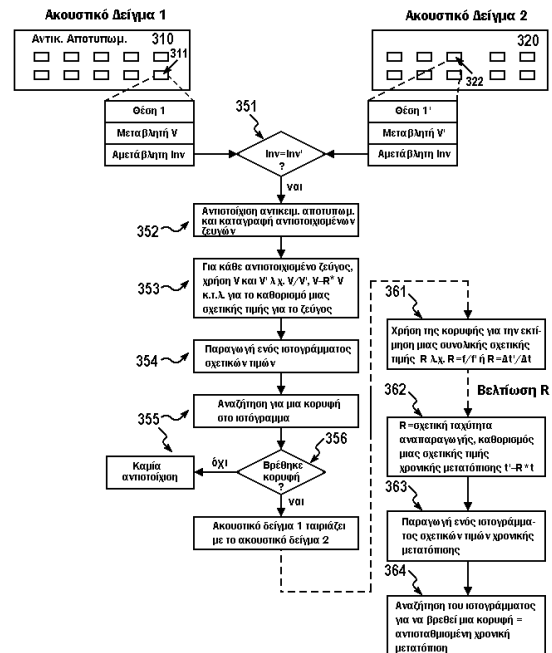 Ακουστικό Δείγμα 1
Αντικ. Αποτυπωμ.
310
311
Θέση 1
Μεταβλητή V
Αμετάβλητη Inv
Ακουστικό Δείγμα 2
320
322
Θέση 1'
Μεταβλητή V'
Αμετάβλητη Inv
351
Inv=Inv'
?
ναι
352
Αντιστοίχιση αντικειμ. αποτυπωμ.
και καταγραφή αντιστοιχισμένων
ζευγών
353
Για κάθε αντιστοιχισμένο ζεύγος,
χρήση V και V' λ.χ. V/V', V–R* V
κ.τ.λ. για το καθορισμό μιας
σχετικής τιμής για το ζεύγος
354
Παραγωγή ενός ιστογράμματος
σχετικών τιμών
355
Αναζήτηση για μια κορυφή
στο ιστόγραμμα
356
Βρέθηκε
κορυφή
?
όχι
Καμία
αντιστοίχιση
ναι
Ακουστικό δείγμα 1 ταιριάζει
με το ακουστικό δείγμα 2
361
Χρήση της κορυφής για την εκτί-
μηση μιας συνολικής σχετικής
τιμής R λ.χ. R=f/f' ή R=Δt'/Δt
Βελτίωση R
362
R=σχετική ταχύτητα
αναπαραγωγής, καθορισμός
μιας σχετικής τιμής
χρονικής μετατόπισης t'–R*t
363
Παραγωγή ενός ιστογράμμα-
τος σχετικών τιμών χρονικής
μετατόπισης
364
Αναζήτηση του ιστογράμματος
για να βρεθεί μια κορυφή =
αντισταθμισμένη χρονική
μετατόπιση